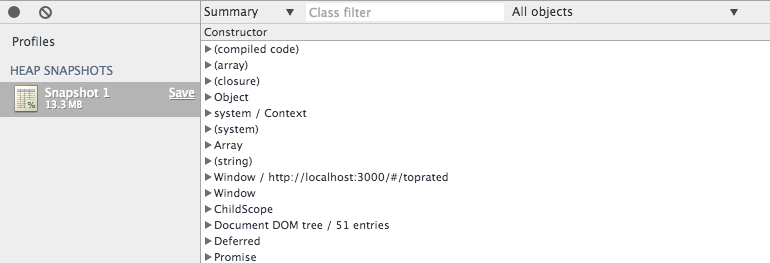 Summary
Class filter
All objects
Profiles
HEAP SNAPSHOTS
Snapshot 1
Save
13.3 MB
%
Constructor
(compiled code)
(array)
(closure)
Object
system / Context
(system)
Array
(string)
Window / http://localhost:3000/#/toprated
Window
ChildScope
Document DOM tree / 51 entries
Deferred
Promise